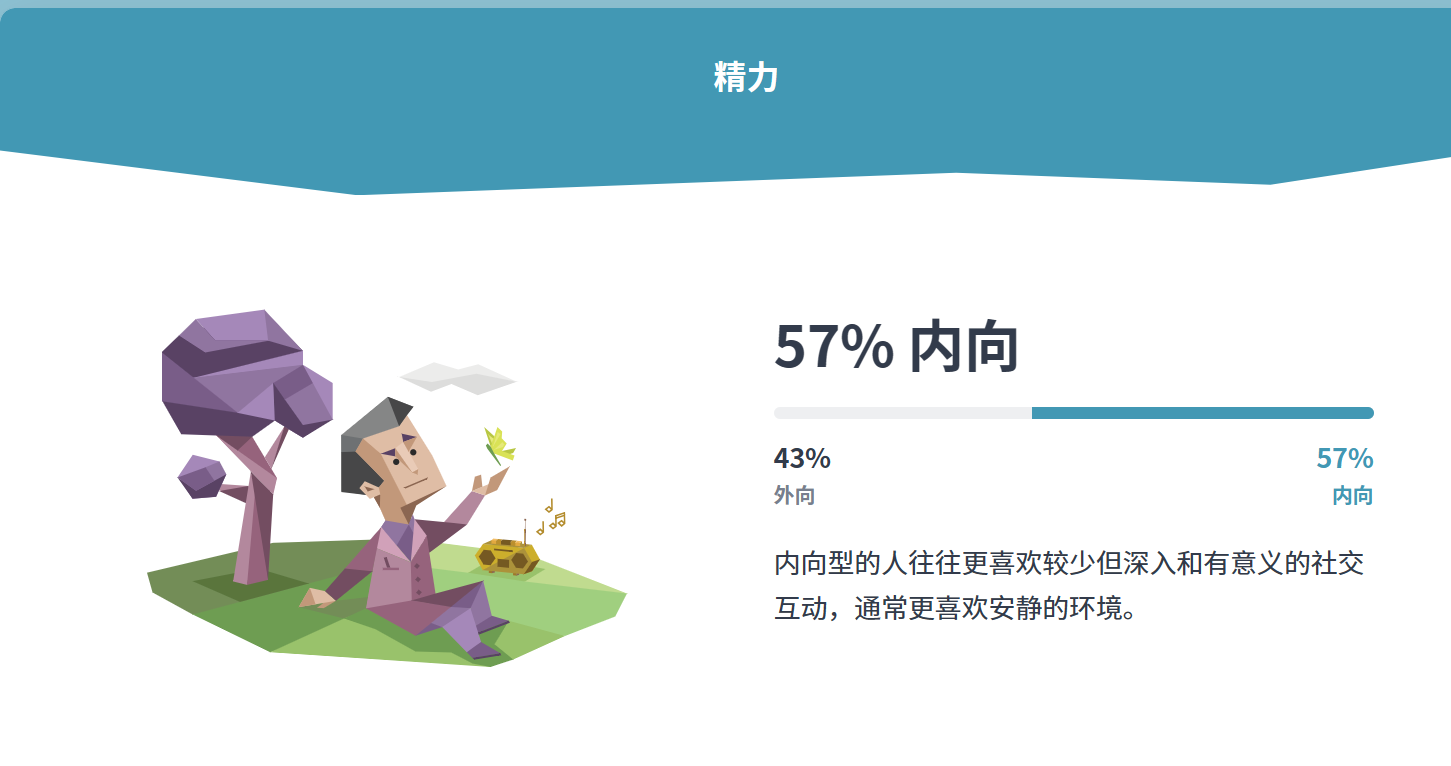 精力
57% 内向
43%
57%
外向
内向
内向型的人往往更喜欢较少但深入和有意义的社交
互动，通常更喜欢安静的环境。